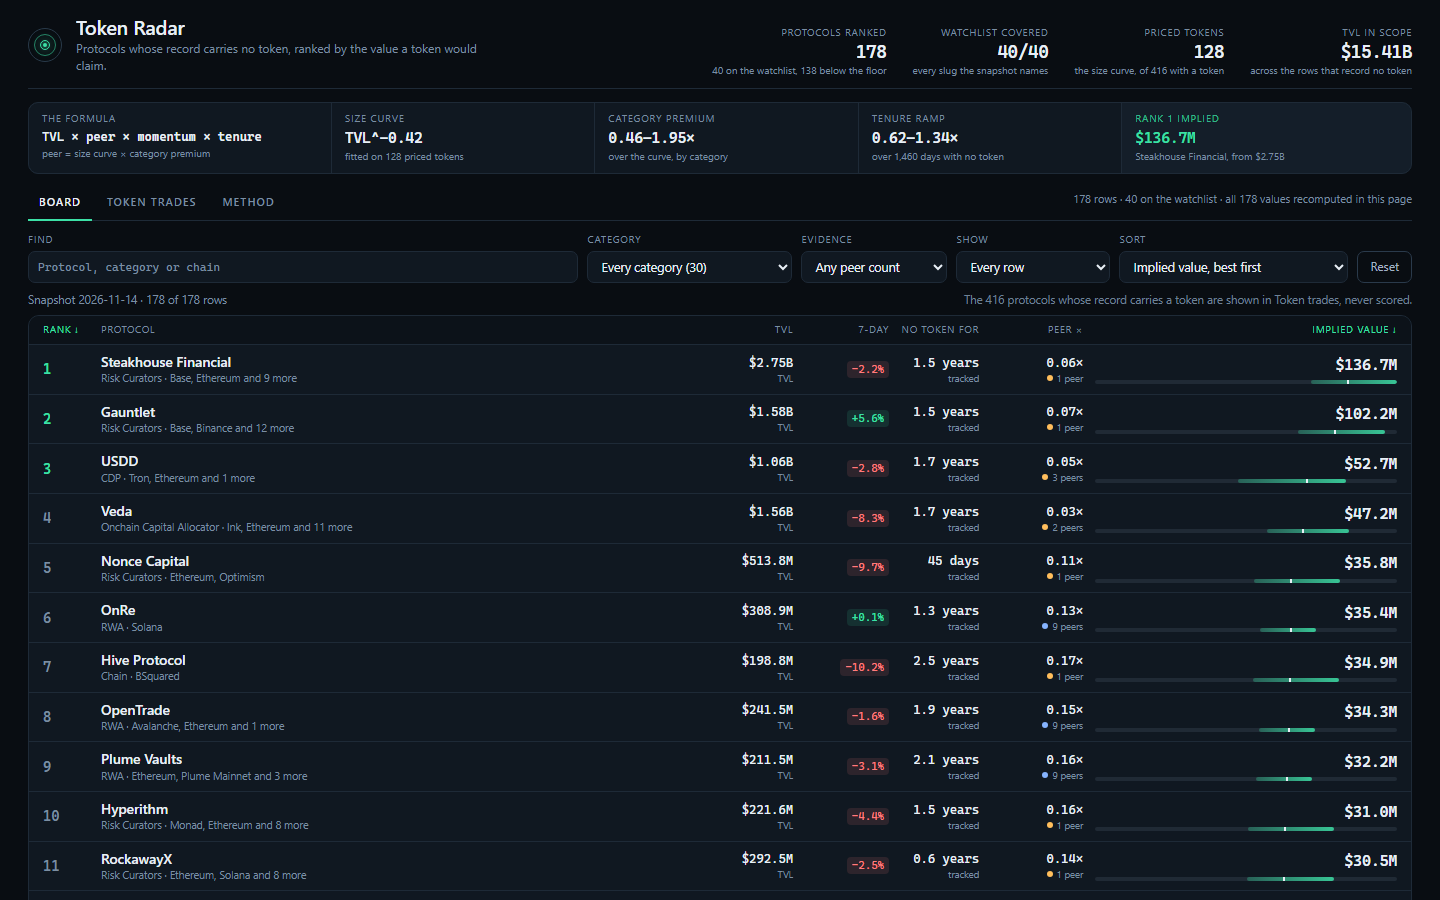 Token Radar
Protocols whose record carries no token, ranked by the value a token would
claim.
PROTOCOLS RANKED
178
40 on the watchlist, 138 below the floor
WATCHLIST COVERED
40/40
every slug the snapshot names
PRICED TOKENS
128
the size curve, of 416 with a token
TVL IN SCOPE
$15.41B
across the rows that record no token
THE FORMULA
TVL × peer × momentum × tenure
peer = size curve × category premium
SIZE CURVE
TVL^−0.42
fitted on 128 priced tokens
CATEGORY PREMIUM
0.46–1.95×
over the curve, by category
TENURE RAMP
0.62–1.34×
over 1,460 days with no token
RANK 1 IMPLIED
$136.7M
Steakhouse Financial, from $2.75B
BOARD
TOKEN TRADES
METHOD
178 rows · 40 on the watchlist · all 178 values recomputed in this page
FIND
CATEGORY
EVIDENCE
SHOW
SORT
Protocol, category or chain
Every category (30)
Any peer count
Every row
Implied value, best first
Reset
Snapshot 2026-11-14 · 178 of 178 rows
The 416 protocols whose record carries a token are shown in Token trades, never scored.
RANK ↓ PROTOCOL TVL 7-DAY NO TOKEN FOR PEER × IMPLIED VALUE ↓
1 Steakhouse Financial $2.75B −2.2% 1.5 years 0.06× $136.7M
Risk Curators · Base, Ethereum and 9 more TVL tracked 1 peer
2 Gauntlet $1.58B +5.6% 1.5 years 0.07× $102.2M
Risk Curators · Base, Binance and 12 more TVL tracked 1 peer
3 USDD $1.06B −2.8% 1.7 years 0.05× $52.7M
CDP · Tron, Ethereum and 1 more TVL tracked 3 peers
4 Veda $1.56B −8.3% 1.7 years 0.03× $47.2M
Onchain Capital Allocator · Ink, Ethereum and 11 more TVL tracked 2 peers
5 Nonce Capital $513.8M −9.7% 45 days 0.11× $35.8M
Risk Curators · Ethereum, Optimism TVL tracked 1 peer
6 OnRe $308.9M +0.1% 1.3 years 0.13× $35.4M
RWA · Solana TVL tracked 9 peers
7 Hive Protocol $198.8M −10.2% 2.5 years 0.17× $34.9M
Chain · BSquared TVL tracked 1 peer
8 OpenTrade $241.5M −1.6% 1.9 years 0.15× $34.3M
RWA · Avalanche, Ethereum and 1 more TVL tracked 9 peers
9 Plume Vaults $211.5M −3.1% 2.1 years 0.16× $32.2M
RWA · Ethereum, Plume Mainnet and 3 more TVL tracked 9 peers
10 Hyperithm $221.6M −4.4% 1.5 years 0.16× $31.0M
Risk Curators · Monad, Ethereum and 8 more TVL tracked 1 peer
11 RockawayX $292.5M −2.5% 0.6 years 0.14× $30.5M
Risk Curators · Ethereum, Solana and 8 more TVL tracked 1 peer